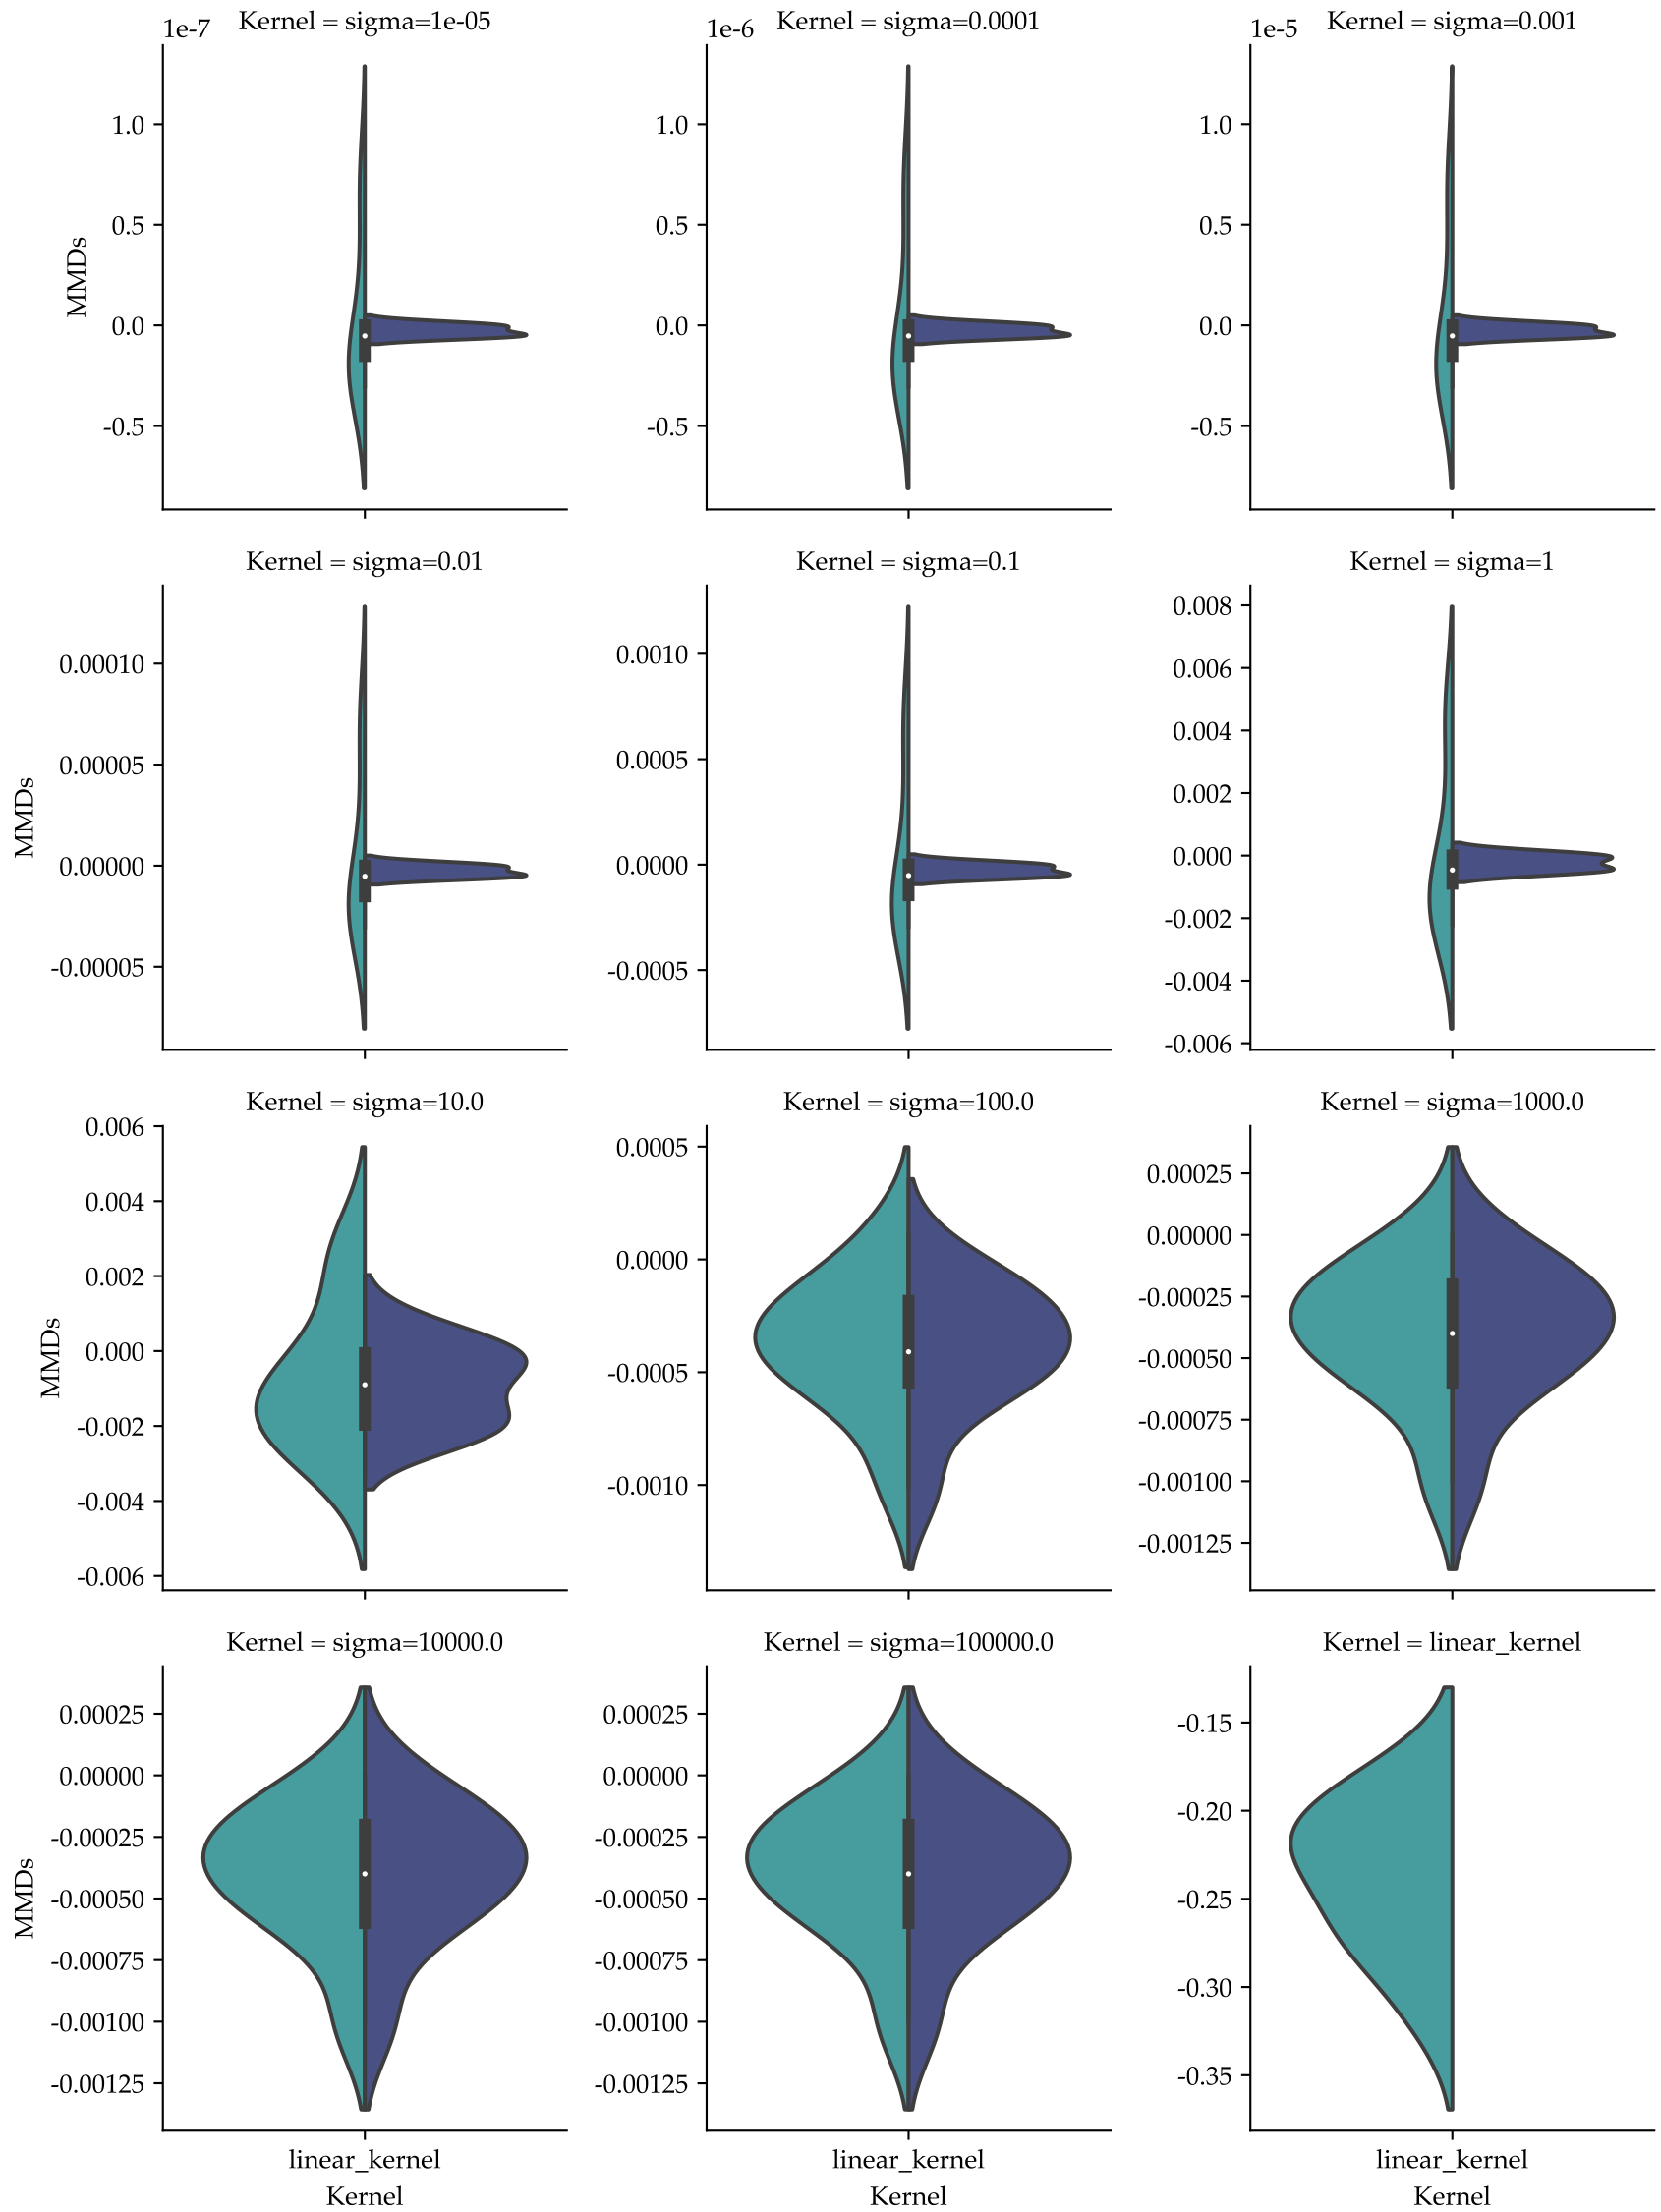 1e-7 Kernel = sigma=1e-05
1e-6 Kernel = sigma=0.0001
1e-5 Kernel = sigma=0.001
MMDs
1.0
0.5
0.0
-0.5
1.0
0.5
0.0
-0.5
1.0
0.5
0.0
-0.5
Kernel = sigma=0.01
Kernel = sigma=0.1
Kernel = sigma=1
MMDs
0.00010
0.00005
0.00000
-0.00005
0.0010
0.0005
0.0000
-0.0005
0.008
0.006
0.004
0.002
0.000
-0.002
-0.004
-0.006
Kernel = sigma=10.0
Kernel = sigma=100.0
Kernel = sigma=1000.0
MMDs
0.006
0.004
0.002
0.000
-0.002
-0.004
-0.006
0.0005
0.0000
-0.0005
-0.0010
0.00025
0.00000
-0.00025
-0.00050
-0.00075
-0.00100
-0.00125
Kernel = sigma=10000.0
Kernel = sigma=100000.0
Kernel = linear_kernel
MMDs
0.00025
0.00000
-0.00025
-0.00050
-0.00075
-0.00100
-0.00125
0.00025
0.00000
-0.00025
-0.00050
-0.00075
-0.00100
-0.00125
-0.15
-0.20
-0.25
-0.30
-0.35
linear_kernel
linear_kernel
linear_kernel
Kernel
Kernel
Kernel